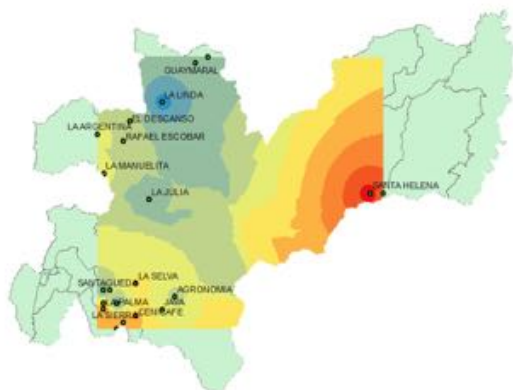 GUAYMARAL
LA LINDA
EL DESCANSO
LA ARGENTINA
RAFAEL ESCOBAR
LA MANUELITA
LA JULIA
SANTA HELENA
LA SELVA
SANTAGUEDA
AGRONOMIA
LA PALMA
JAVA
LA SIERRA
CENICAFE